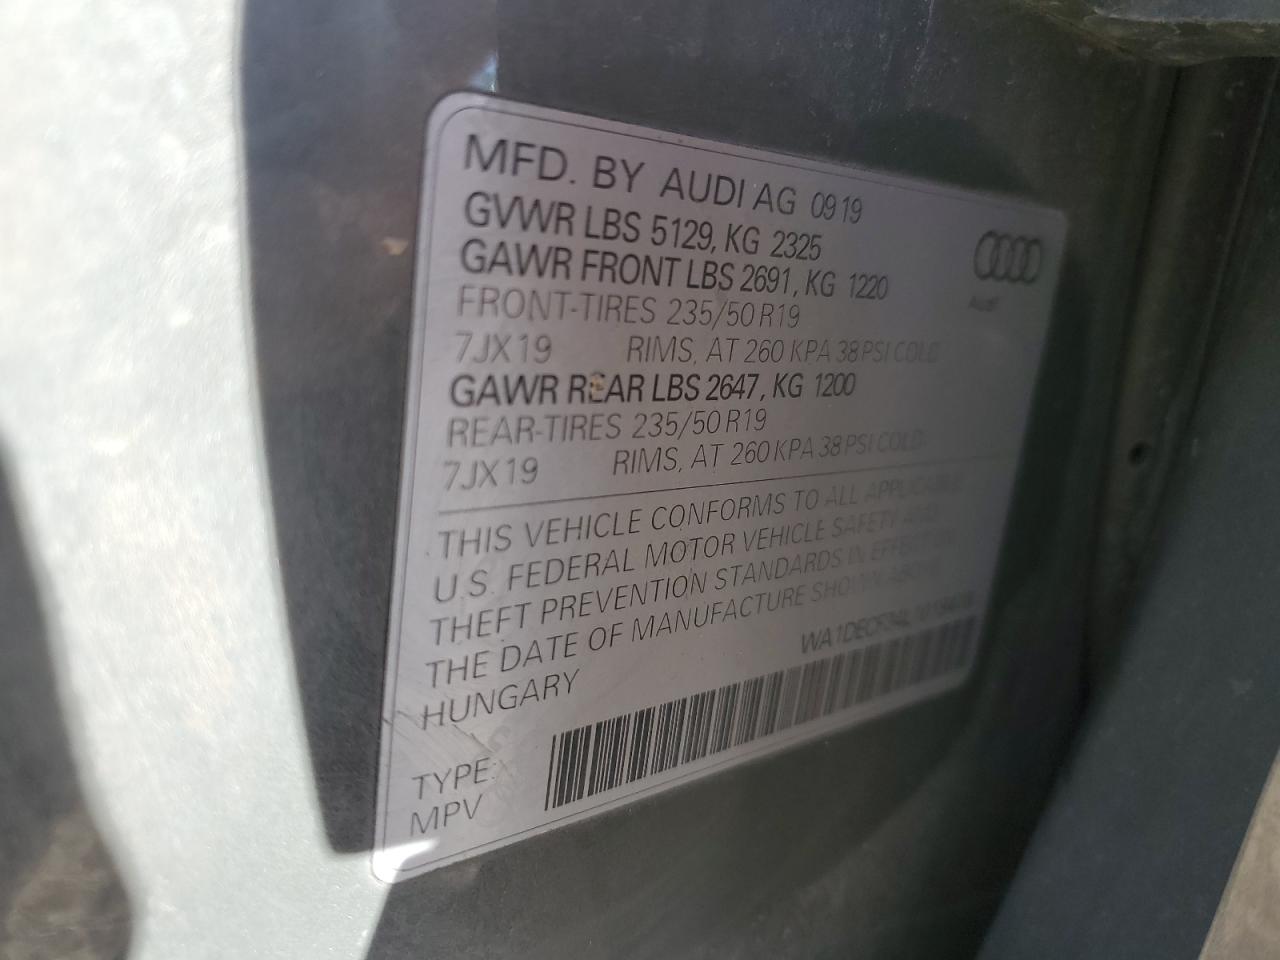 MFD. BY AUDI AG 09 19
GVWR LBS 5129, KG 2325
GAWR FRONT LBS 2691, KG 1220
FRONT-TIRES 235/50 R19
7JX19 RIMS, AT 260 KPA 38 PSI COLD
GAWR REAR LBS 2647, KG 1200
REAR-TIRES 235/50 R19
7JX19 RIMS, AT 260 KPA 38 PSI COLD
THIS VEHICLE CONFORMS TO ALL APPLICABLE
U.S. FEDERAL MOTOR VEHICLE SAFETY AND
THEFT PREVENTION STANDARDS IN EFFECT ON
THE DATE OF MANUFACTURE SHOWN ABOVE
HUNGARY
TYPE:
MPV
Audi